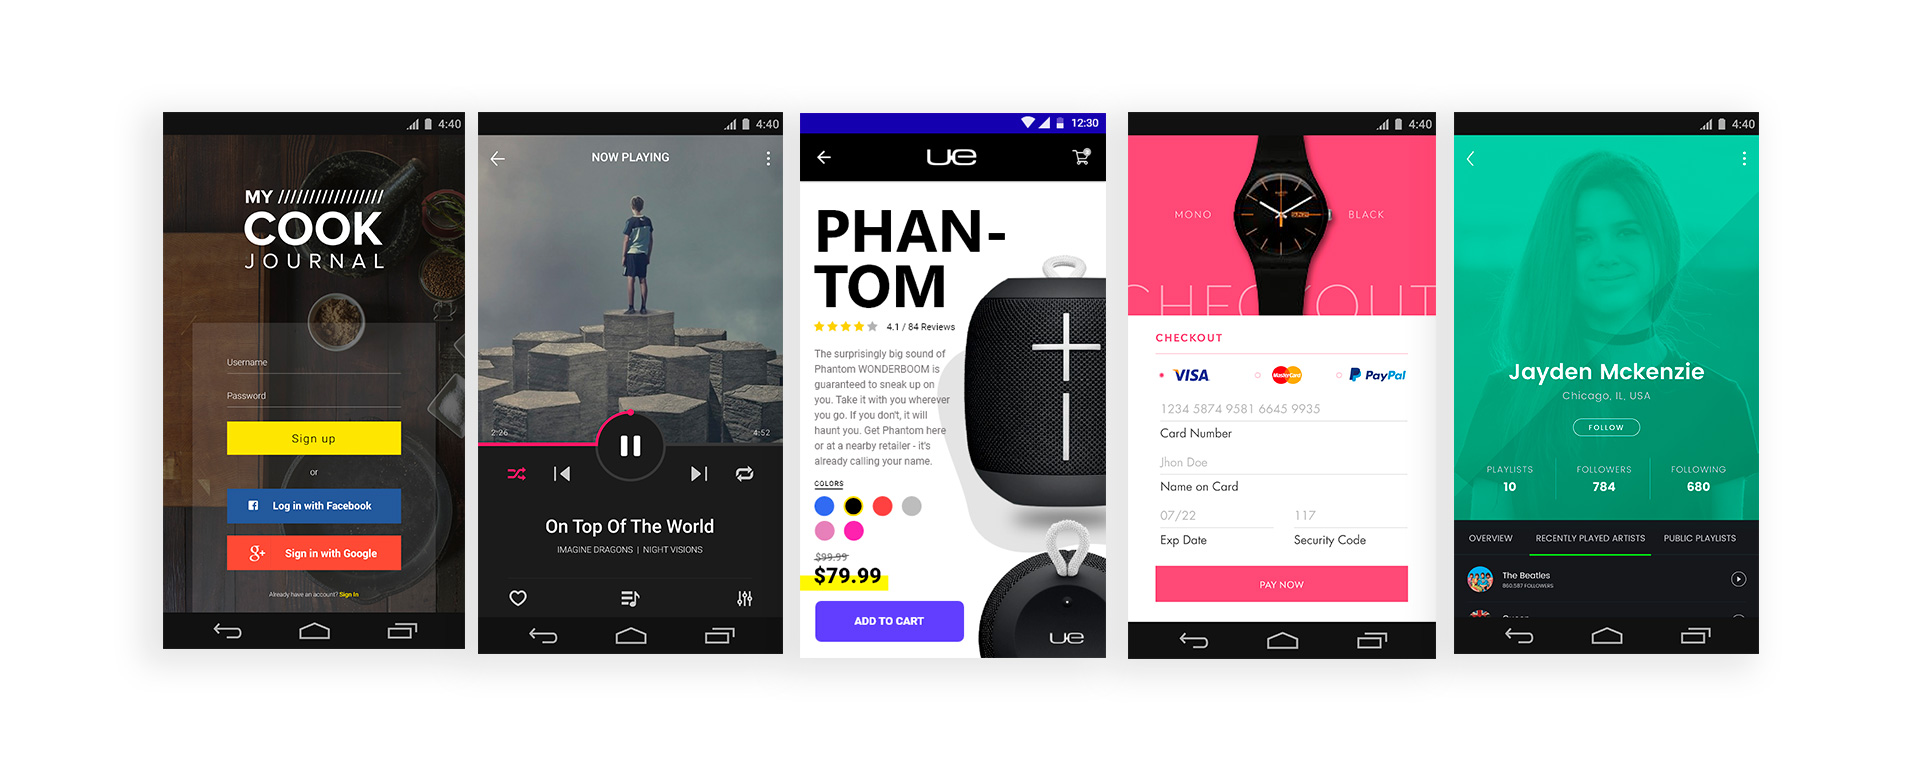 4:40
MY
COOK
JOURNAL
Username
Password
Sign up
or
Log in with Facebook
g+ Sign in with Google
Already have an account? Sign In
4:40
NOW PLAYING
2:26
4:52
On Top Of The World
IMAGINE DRAGONS | NIGHT VISIONS
12:30
UE
PHAN-
TOM
4.1 / 84 Reviews
The surprisingly big sound of
Phantom WONDERBOOM is
guaranteed to sneak up on
you. Take it with you wherever
you go. If you don't, it will
haunt you. Get Phantom here
or at a nearby retailer - it's
already calling your name.
COLORS
$99.99
$79.99
ADD TO CART
UE
4:40
MONO
BLACK
CHECKOUT
CHECKOUT
VISA
MasterCard
PayPal
1234 5874 9581 6645 9935
Card Number
Jhon Doe
Name on Card
07/22 117
Exp Date Security Code
PAY NOW
4:40
Jayden Mckenzie
Chicago, IL, USA
FOLLOW
PLAYLISTS FOLLOWERS FOLLOWING
10 784 680
OVERVIEW RECENTLY PLAYED ARTISTS PUBLIC PLAYLISTS
The Beatles
860.587 FOLLOWERS